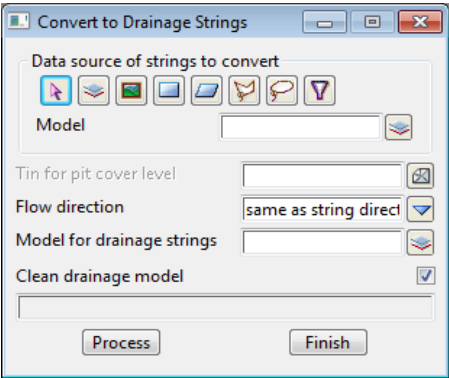 Convert to Drainage Strings
Data source of strings to convert
Model
Tin for pit cover level
Flow direction
same as string direct
Model for drainage strings
Clean drainage model
Process
Finish